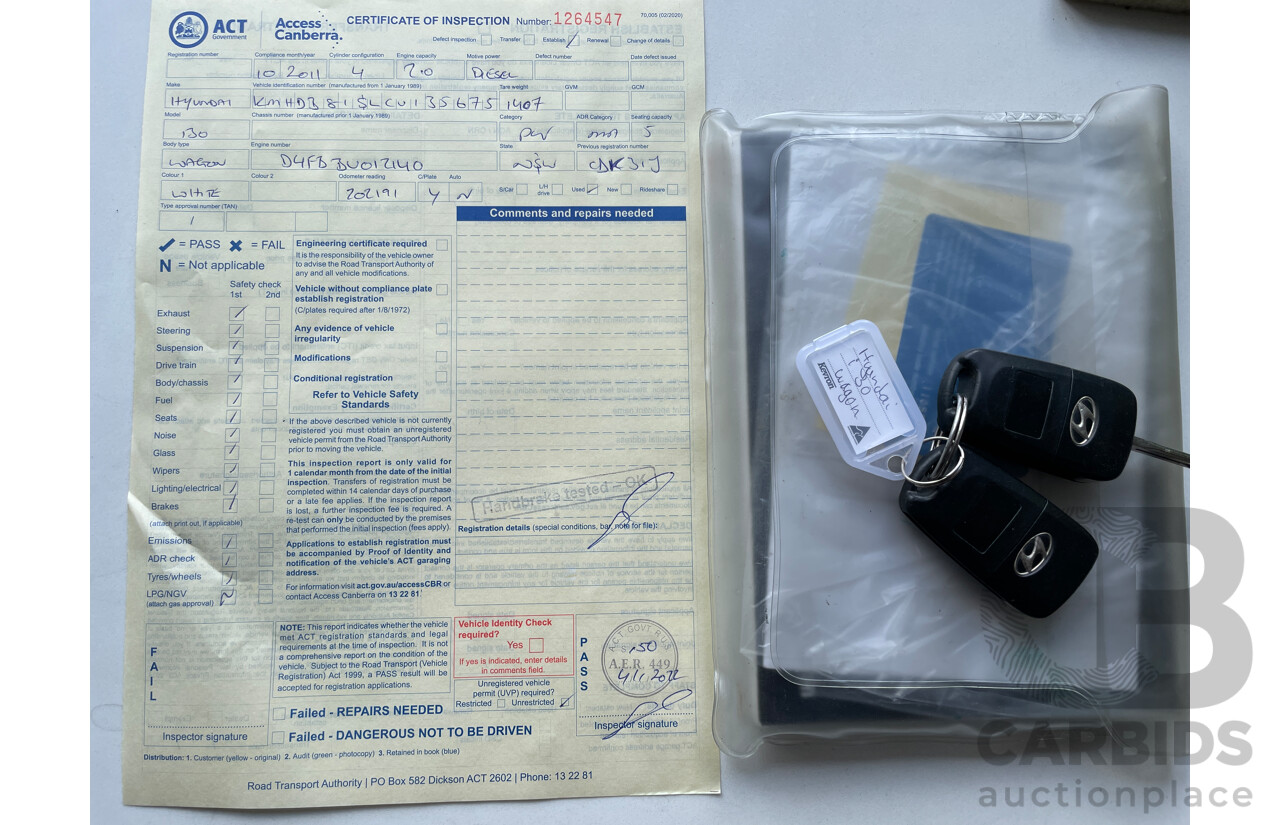 ACT
Government
Access
Canberra.
CERTIFICATE OF INSPECTION Number: 1264547
70,005 (02/2020)
Defect inspection Transfer Establish Renewal Change of details
Registration number Compliance month/year Cylinder configuration Engine capacity Motive power Defect number Date defect issued
10 2011 4 2.0 DIESEL
Make Vehicle identification number (manufactured from 1 January 1989) Tare weight GVM GCM
HYUNDAI 1407
Model Chassis number (manufactured prior 1 January 1989) Category ADR Category Seating capacity
i30 5
Body type Engine number State Previous registration number
WAGON NSW CDK31J
Colour 1 Colour 2 Odometer reading C/Plate Auto
WHITE 202191 Y N
S/Car L/H drive Used New Rideshare
Type approval number (TAN)
Comments and repairs needed
= PASS = FAIL
N = Not applicable
Safety check
1st 2nd
Exhaust
Steering
Suspension
Drive train
Body/chassis
Fuel
Seats
Noise
Glass
Wipers
Lighting/electrical
Brakes
(attach print out, if applicable)
Emissions
ADR check
Tyres/wheels
LPG/NGV
(attach gas approval)
Engineering certificate required
It is the responsibility of the vehicle owner
to advise the Road Transport Authority of
any and all vehicle modifications.
Vehicle without compliance plate
establish registration
(C/plates required after 1/8/1972)
Any evidence of vehicle
irregularity
Modifications
Conditional registration
Refer to Vehicle Safety
Standards
• If the above described vehicle is not currently
registered you must obtain an unregistered
vehicle permit from the Road Transport Authority
prior to moving the vehicle.
This inspection report is only valid for
1 calendar month from the date of the initial
inspection. Transfers of registration must be
completed within 14 calendar days of purchase
or a late fee applies. If the inspection report
is lost, a further inspection fee is required. A
re-test can only be conducted by the premises
that performed the initial inspection (fees apply).
Applications to establish registration must
be accompanied by Proof of Identity and
notification of the vehicle's ACT garaging
address.
For information visit act.gov.au/accessCBR or
contact Access Canberra on 13 22 81
Handbrake tested – OK
Registration details (special conditions, bar, note for file):
FAIL
Inspector signature
NOTE: This report indicates whether the vehicle
met ACT registration standards and legal
requirements at the time of inspection. It is not
a comprehensive report on the condition of the
vehicle. Subject to the Road Transport (Vehicle
Registration) Act 1999, a PASS result will be
accepted for registration applications.
Failed - REPAIRS NEEDED
Failed - DANGEROUS NOT TO BE DRIVEN
Vehicle Identity Check
required?
Yes
If yes is indicated, enter details
in comments field.
Unregistered vehicle
permit (UVP) required?
Restricted Unrestricted
PASS
ACT GOVT
A.E.R. 449
Inspector signature
Distribution: 1. Customer (yellow - original) 2. Audit (green - photocopy) 3. Retained in book (blue)
Road Transport Authority | PO Box 582 Dickson ACT 2602 | Phone: 13 22 81
Hyundai
i30
wagon
Kevron
CARBIDS
auctionplace